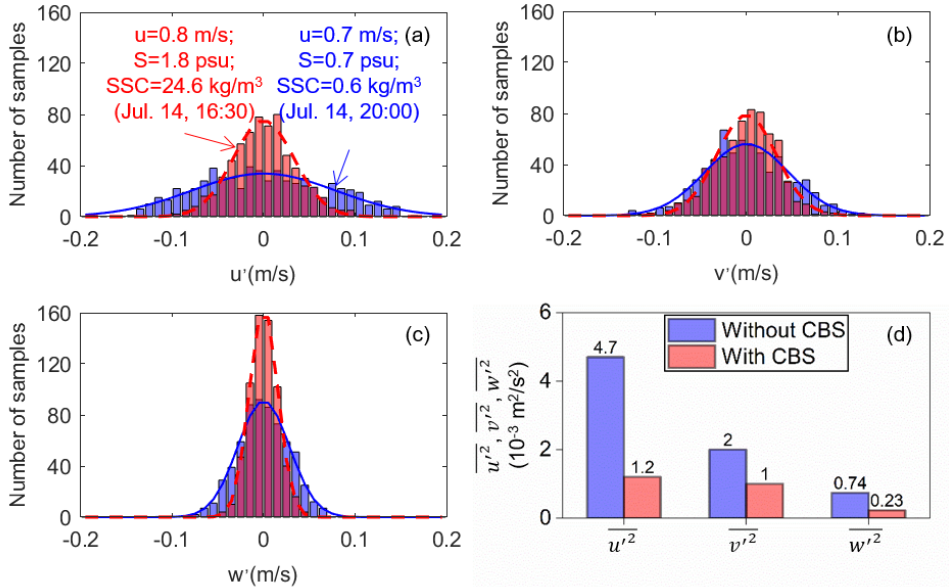 160
120
80
40
0
Number of samples
u=0.8 m/s;
S=1.8 psu;
SSC=24.6 kg/m³
(Jul. 14, 16:30)
u=0.7 m/s;
S=0.7 psu;
SSC=0.6 kg/m³
(Jul. 14, 20:00)
(a)
-0.2 -0.1 0 0.1 0.2
u'(m/s)
160
120
80
40
0
Number of samples
(b)
-0.2 -0.1 0 0.1 0.2
v'(m/s)
160
120
80
40
0
Number of samples
(c)
-0.2 -0.1 0 0.1 0.2
w'(m/s)
6
4
2
0
u'², v'², w'²
(10⁻³ m²/s²)
Without CBS
With CBS
(d)
4.7
1.2
2
1
0.74
0.23
u'² v'² w'²